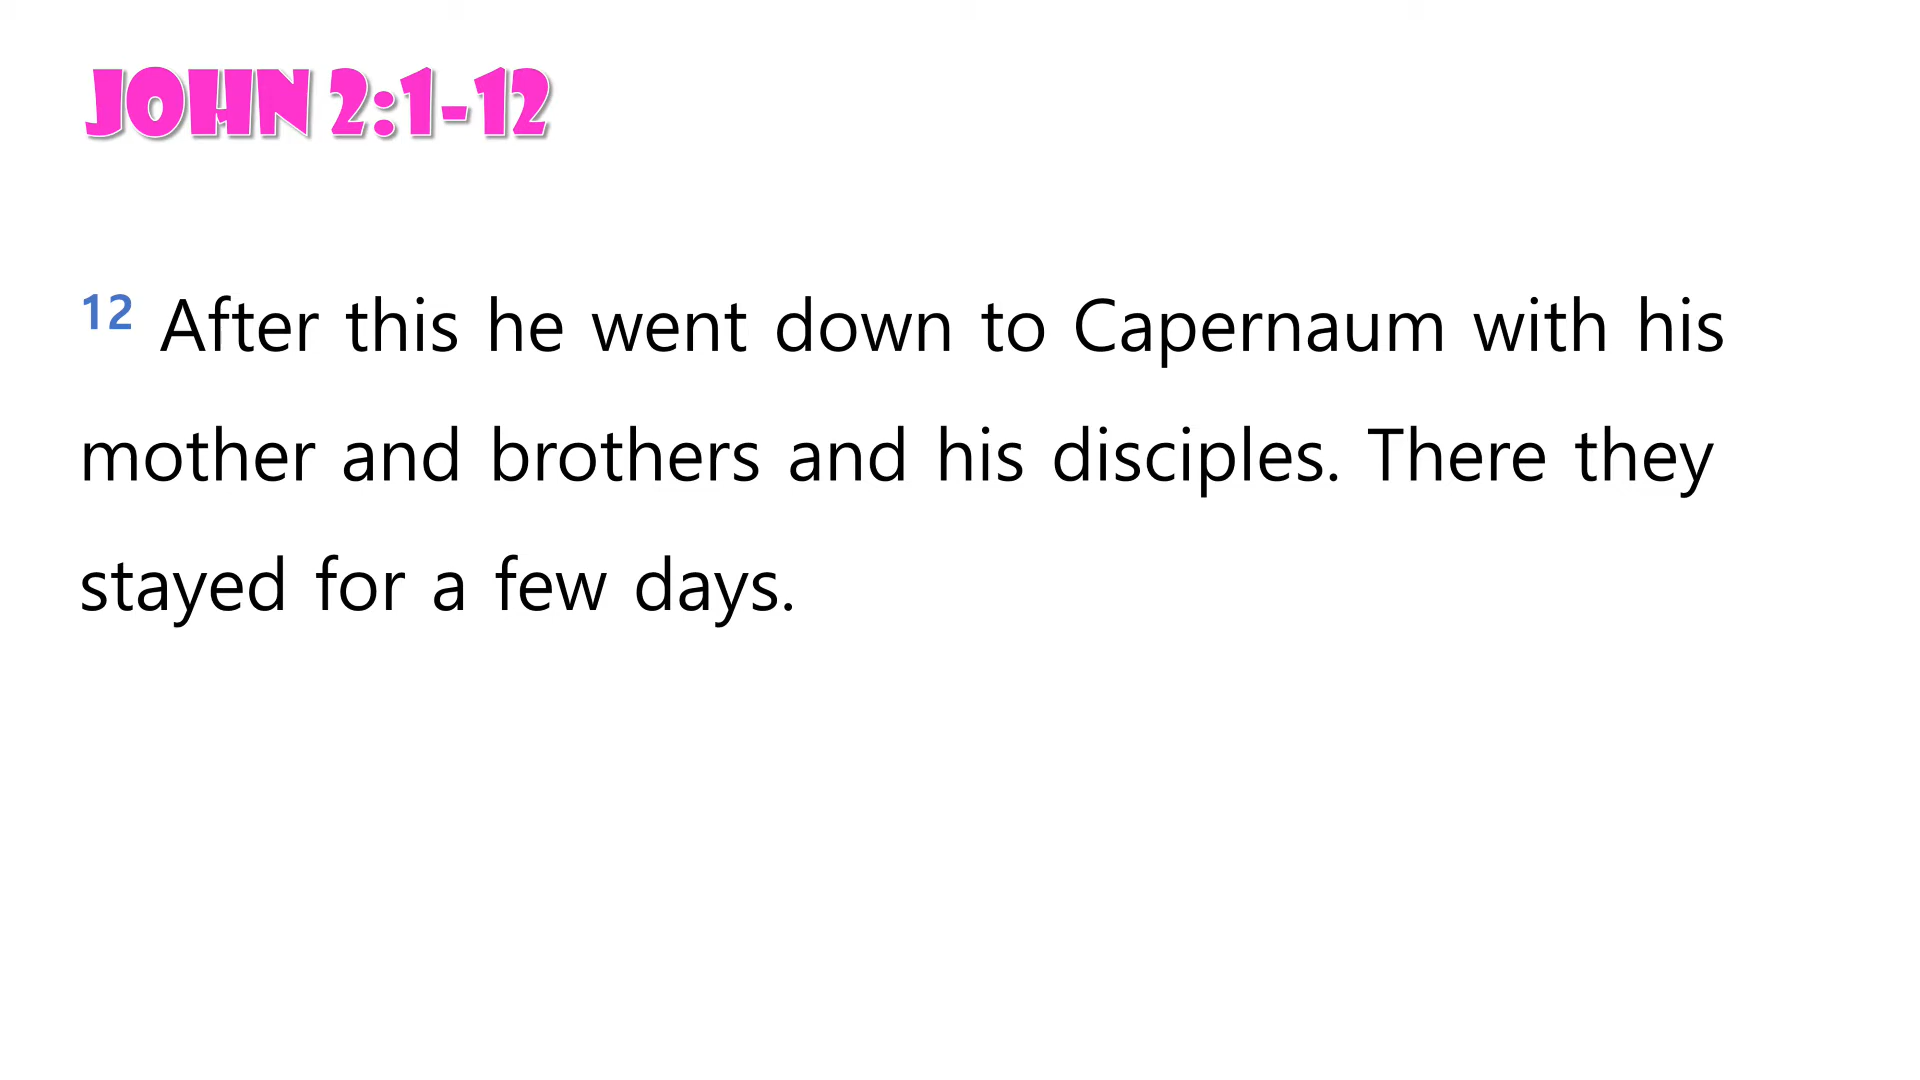 JOHN 2:1-12
12 After this he went down to Capernaum with his
mother and brothers and his disciples. There they
stayed for a few days.